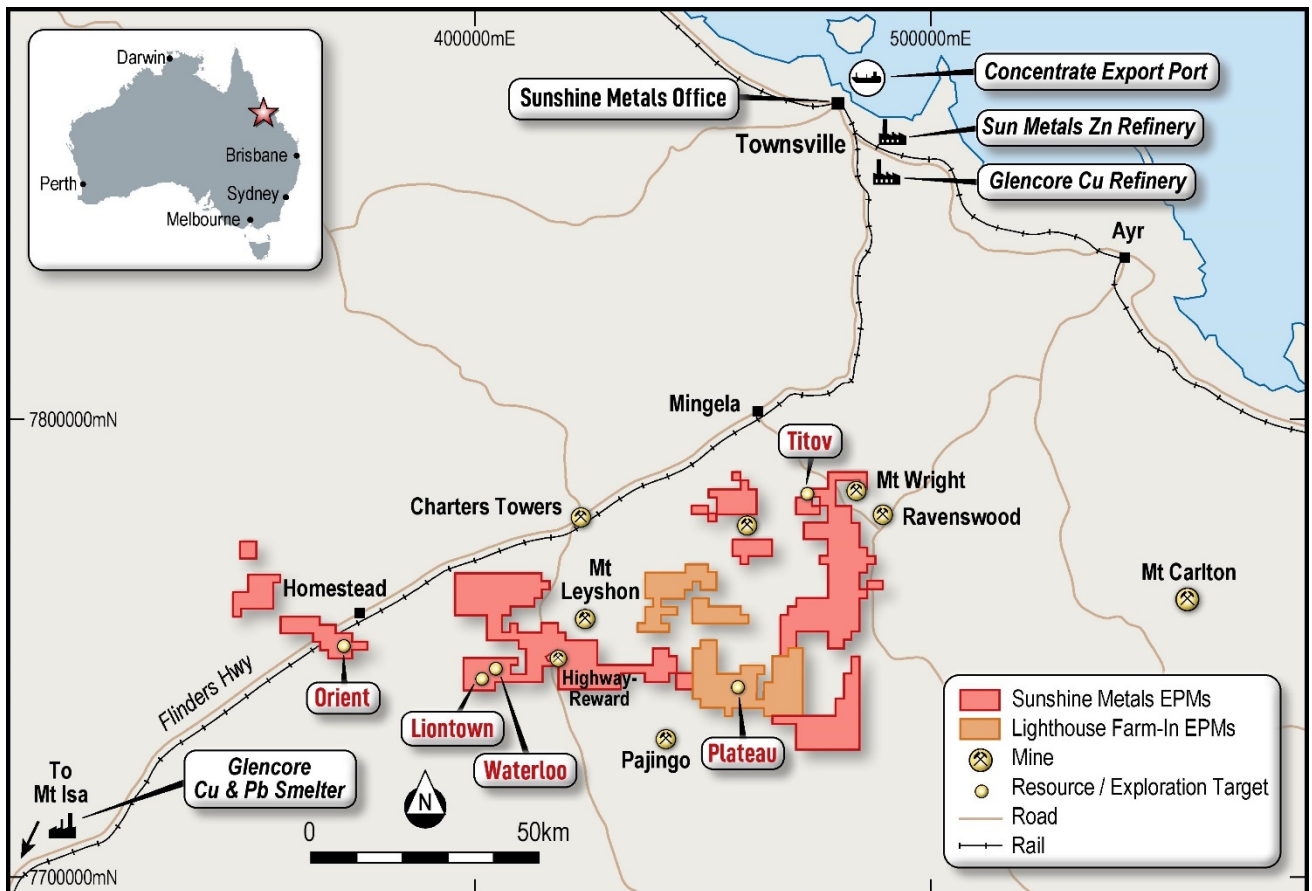 400000mE
500000mE
Darwin
Brisbane
Perth
Sydney
Melbourne
Sunshine Metals Office
Concentrate Export Port
Sun Metals Zn Refinery
Townsville
Glencore Cu Refinery
Ayr
7800000mN
Mingela
Titov
Mt Wright
Charters Towers
Ravenswood
Homestead
Mt
Leyshon
Mt Carlton
Flinders Hwy
Orient
Highway-
Reward
Liontown
Waterloo
Pajingo
Plateau
To
Mt Isa
Glencore
Cu & Pb Smelter
N
0
50km
Sunshine Metals EPMs
Lighthouse Farm-In EPMs
Mine
Resource / Exploration Target
Road
Rail
7700000mN